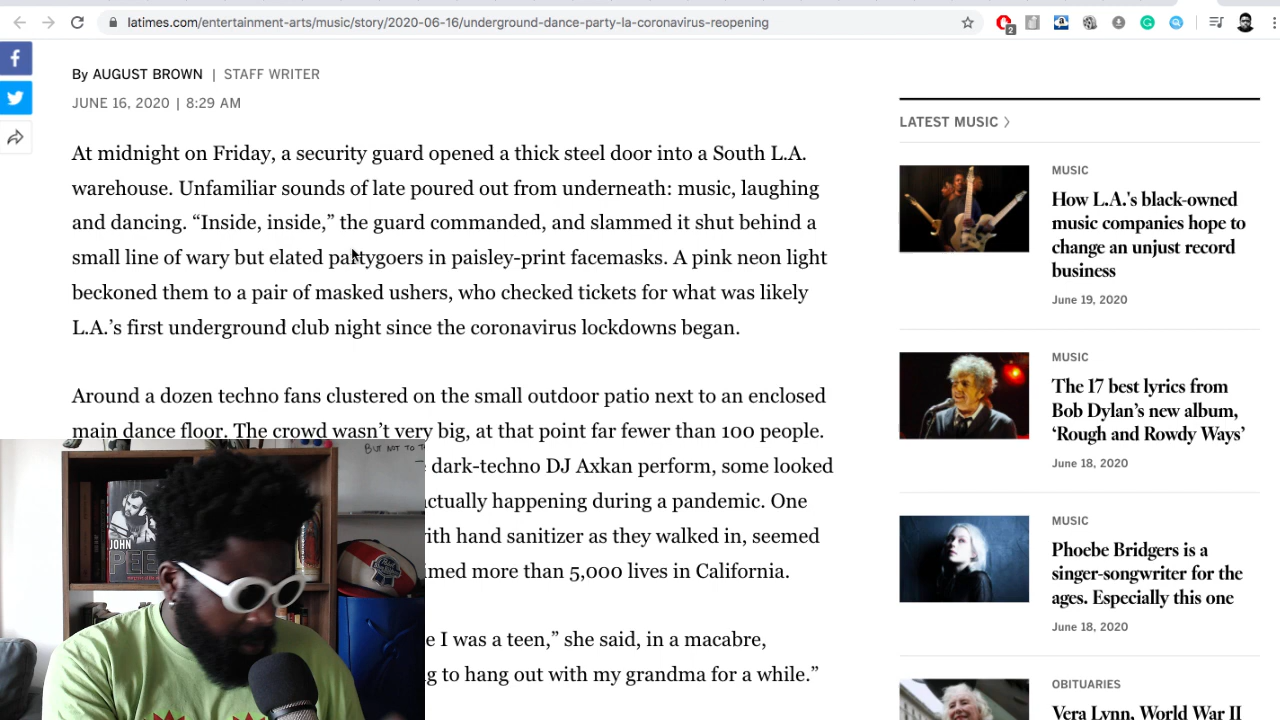 latimes.com/entertainment-arts/music/story/2020-06-16/underground-dance-party-la-coronavirus-reopening
2
By AUGUST BROWN | STAFF WRITER
JUNE 16, 2020 | 8:29 AM
At midnight on Friday, a security guard opened a thick steel door into a South L.A.
warehouse. Unfamiliar sounds of late poured out from underneath: music, laughing
and dancing. “Inside, inside,” the guard commanded, and slammed it shut behind a
small line of wary but elated partygoers in paisley-print facemasks. A pink neon light
beckoned them to a pair of masked ushers, who checked tickets for what was likely
L.A.’s first underground club night since the coronavirus lockdowns began.
Around a dozen techno fans clustered on the small outdoor patio next to an enclosed
main dance floor. The crowd wasn’t very big, at that point far fewer than 100 people.
dark-techno DJ Axkan perform, some looked
ctually happening during a pandemic. One
ith hand sanitizer as they walked in, seemed
imed more than 5,000 lives in California.
e I was a teen,” she said, in a macabre,
g to hang out with my grandma for a while.”
BUT NOT TO
JOHN
PEE
Pabst
Blue Ribbon
LATEST MUSIC >
MUSIC
How L.A.'s black-owned
music companies hope to
change an unjust record
business
June 19, 2020
MUSIC
The 17 best lyrics from
Bob Dylan’s new album,
‘Rough and Rowdy Ways’
June 18, 2020
MUSIC
Phoebe Bridgers is a
singer-songwriter for the
ages. Especially this one
June 18, 2020
OBITUARIES
Vera Lynn, World War II